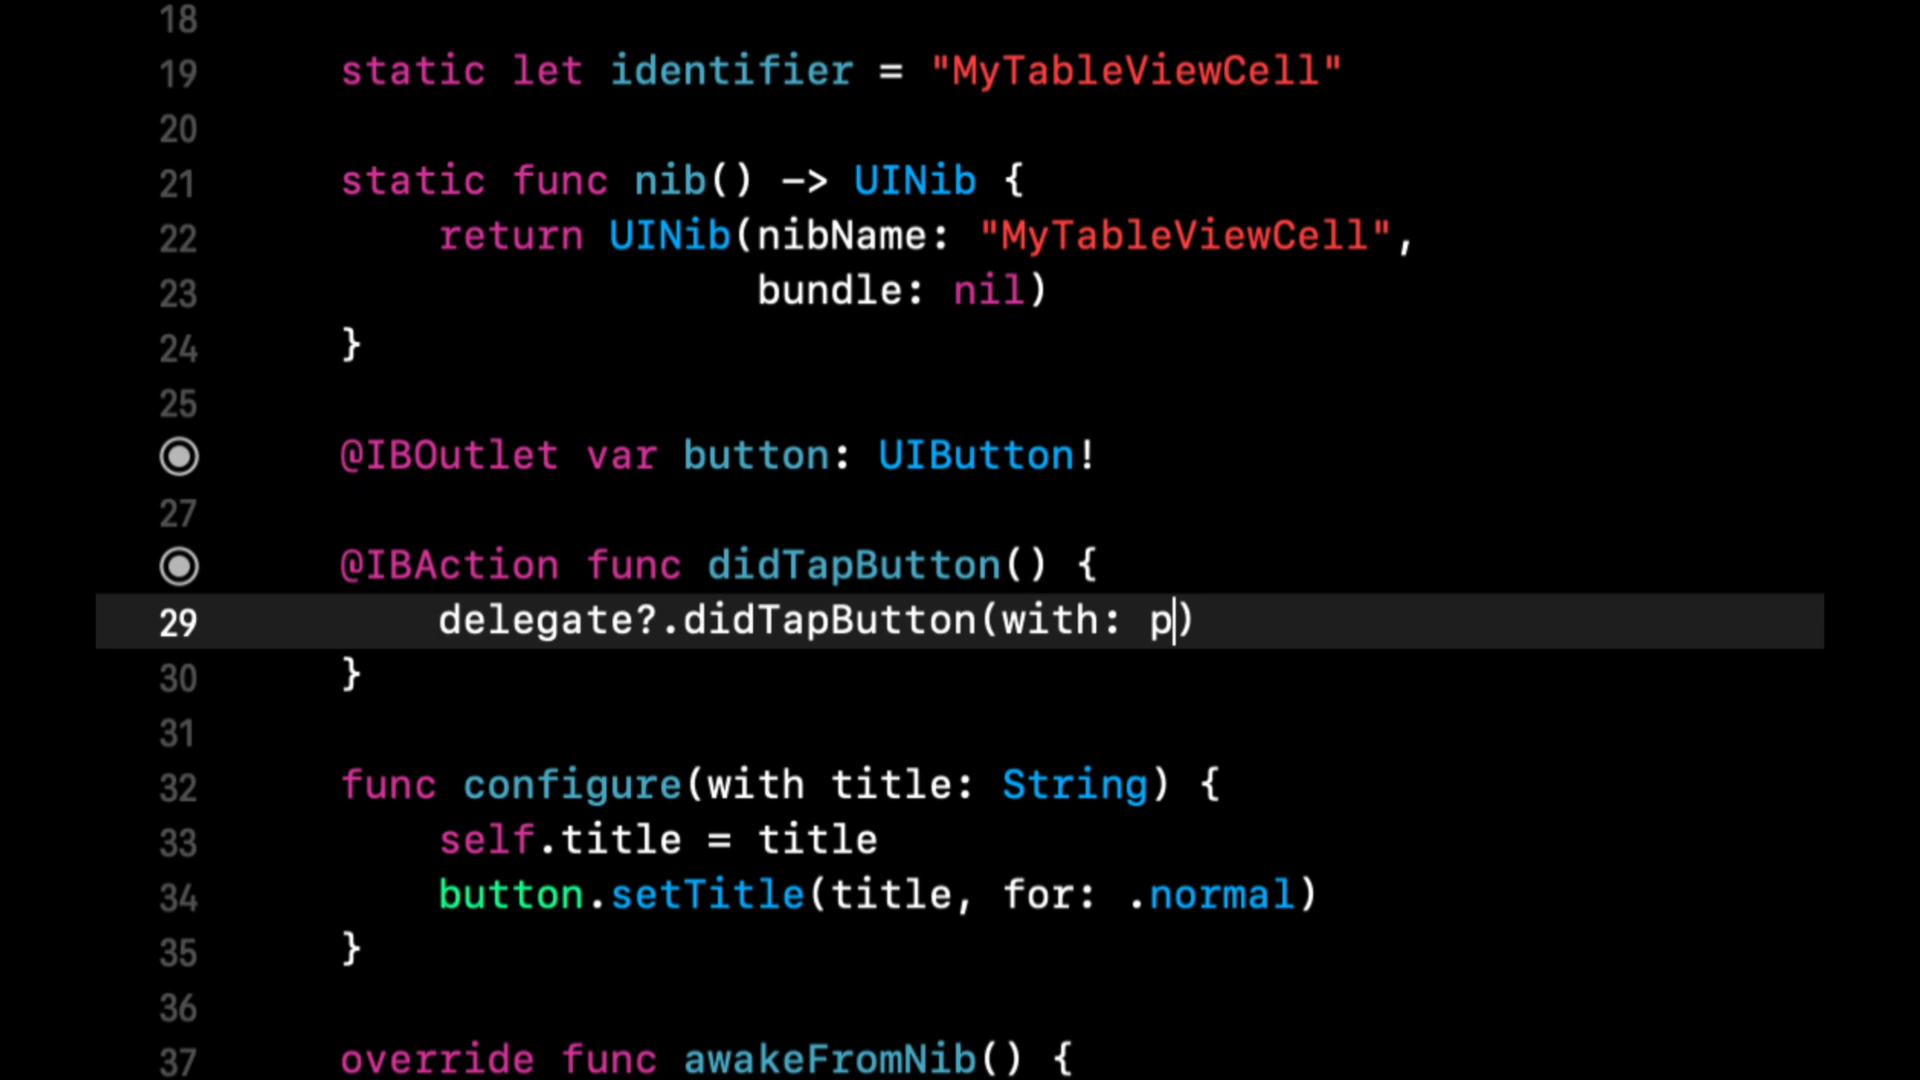 18
19 static let identifier = "MyTableViewCell"
20
21 static func nib() -> UINib {
22 return UINib(nibName: "MyTableViewCell",
23 bundle: nil)
24 }
25
@IBOutlet var button: UIButton!
27
@IBAction func didTapButton() {
29 delegate?.didTapButton(with: p)
30 }
31
32 func configure(with title: String) {
33 self.title = title
34 button.setTitle(title, for: .normal)
35 }
36
37 override func awakeFromNib() {